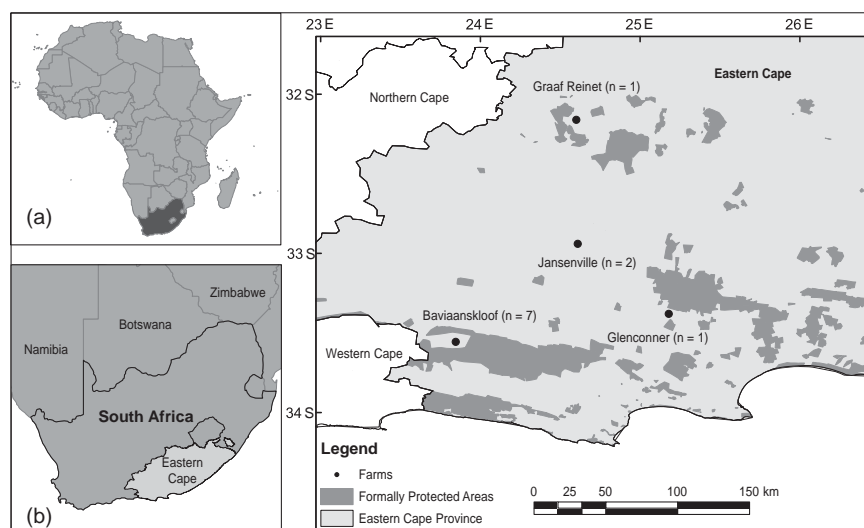 (a)
Namibia
Botswana
Zimbabwe
South Africa
Eastern
Cape
(b)
23 E
24 E
25 E
26 E
32 S
33 S
34 S
Northern Cape
Eastern Cape
Graaf Reinet (n = 1)
Jansenville (n = 2)
Baviaanskloof (n = 7)
Glenconner (n = 1)
Western Cape
Legend
Farms
Formally Protected Areas
Eastern Cape Province
0 25 50 100 150 km